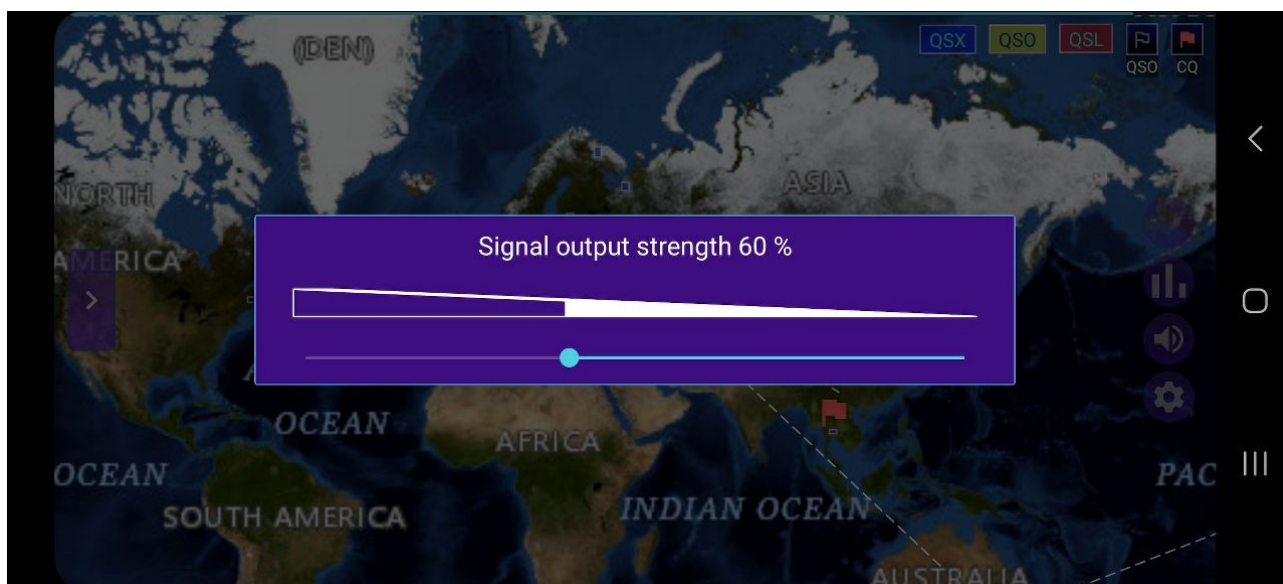 (DEN)
QSX
QSO
QSL
QSO
CQ
ASIA
NORTH
AMERICA
Signal output strength 60 %
OCEAN
AFRICA
OCEAN
PAC
INDIAN OCEAN
SOUTH AMERICA
AUSTRALIA